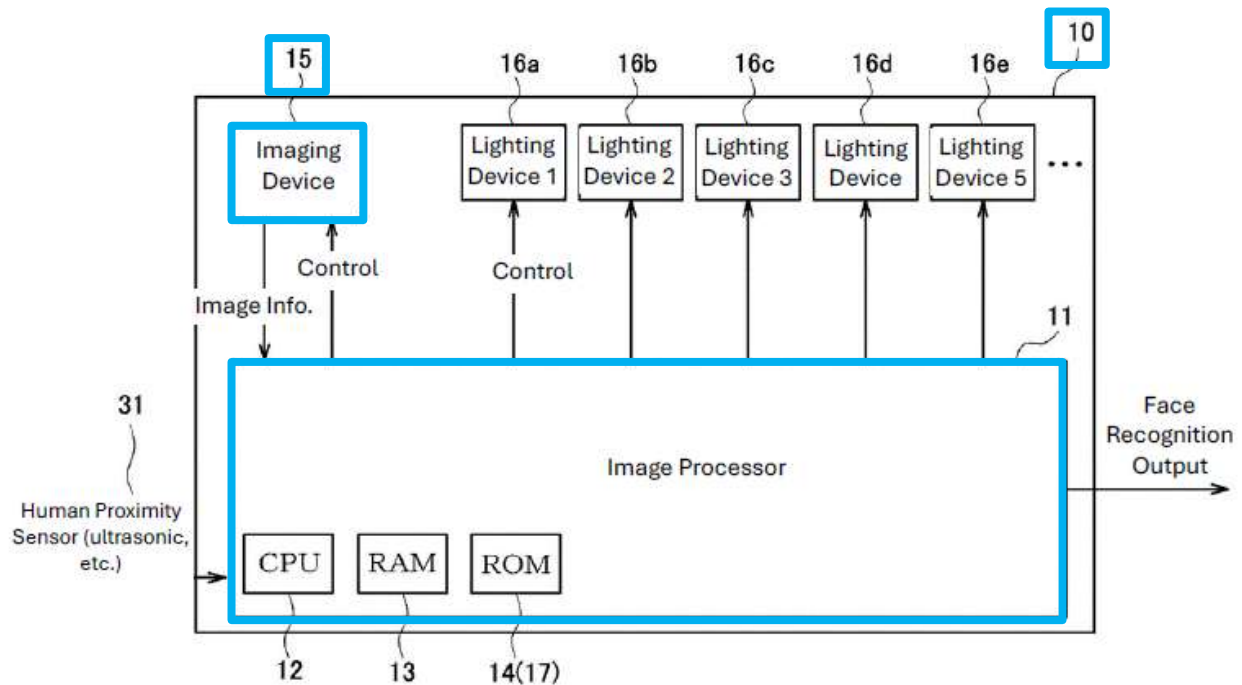 15
10
16a
16b
16c
16d
16e
Imaging
Device
Lighting
Device 1
Lighting
Device 2
Lighting
Device 3
Lighting
Device
Lighting
Device 5
...
Control
Control
Image Info.
11
31
Human Proximity
Sensor (ultrasonic,
etc.)
Image Processor
Face
Recognition
Output
CPU
RAM
ROM
12
13
14(17)